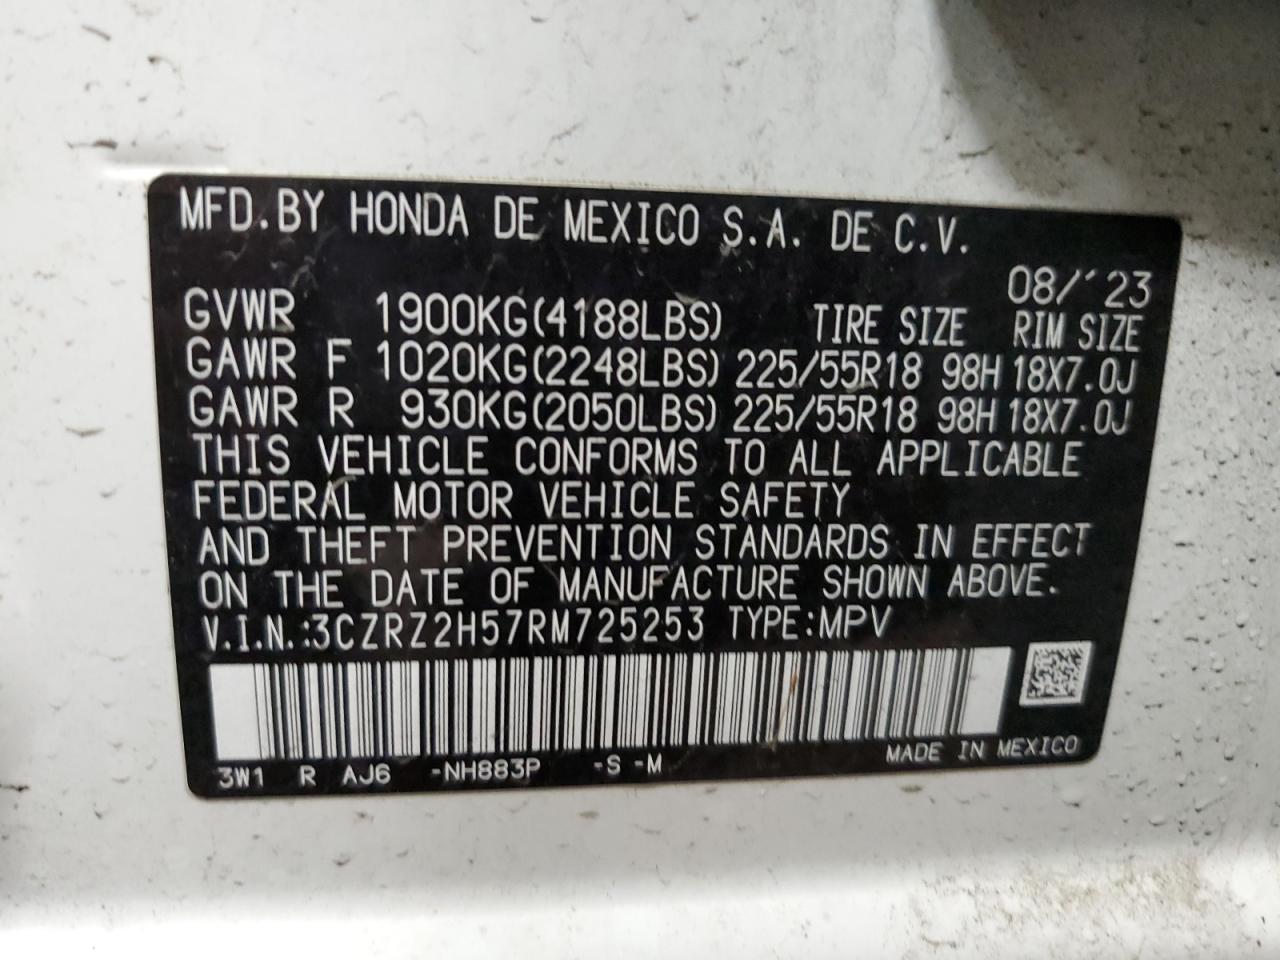 MFD.BY HONDA DE MEXICO S.A. DE C.V.
08/'23
GVWR 1900KG(4188LBS) TIRE SIZE RIM SIZE
GAWR F 1020KG(2248LBS) 225/55R18 98H 18X7.0J
GAWR R 930KG(2050LBS) 225/55R18 98H 18X7.0J
THIS VEHICLE CONFORMS TO ALL APPLICABLE
FEDERAL MOTOR VEHICLE SAFETY
AND THEFT PREVENTION STANDARDS IN EFFECT
ON THE DATE OF MANUFACTURE SHOWN ABOVE.
V.I.N.:3CZRZ2H57RM725253 TYPE:MPV
3W1 R AJ6 -NH883P -S -M MADE IN MEXICO